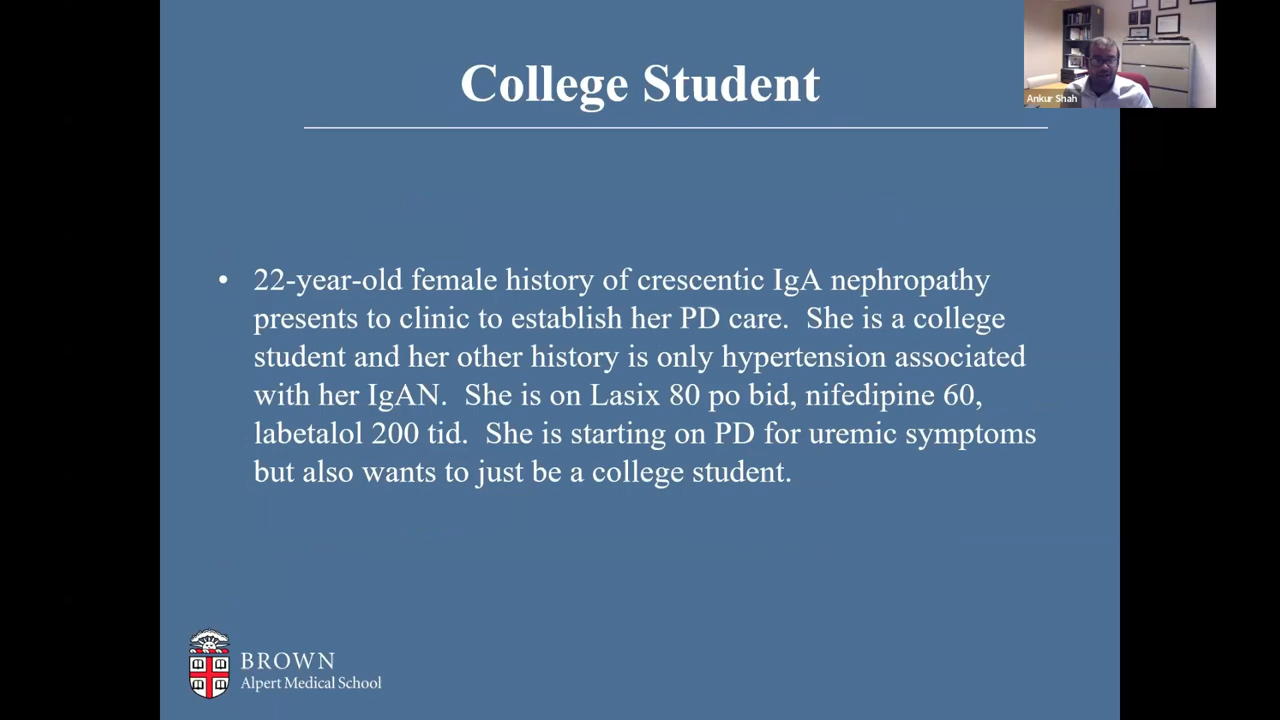 College Student
Ankur Shah
• 22-year-old female history of crescentic IgA nephropathy
presents to clinic to establish her PD care. She is a college
student and her other history is only hypertension associated
with her IgAN. She is on Lasix 80 po bid, nifedipine 60,
labetalol 200 tid. She is starting on PD for uremic symptoms
but also wants to just be a college student.
BROWN
Alpert Medical School